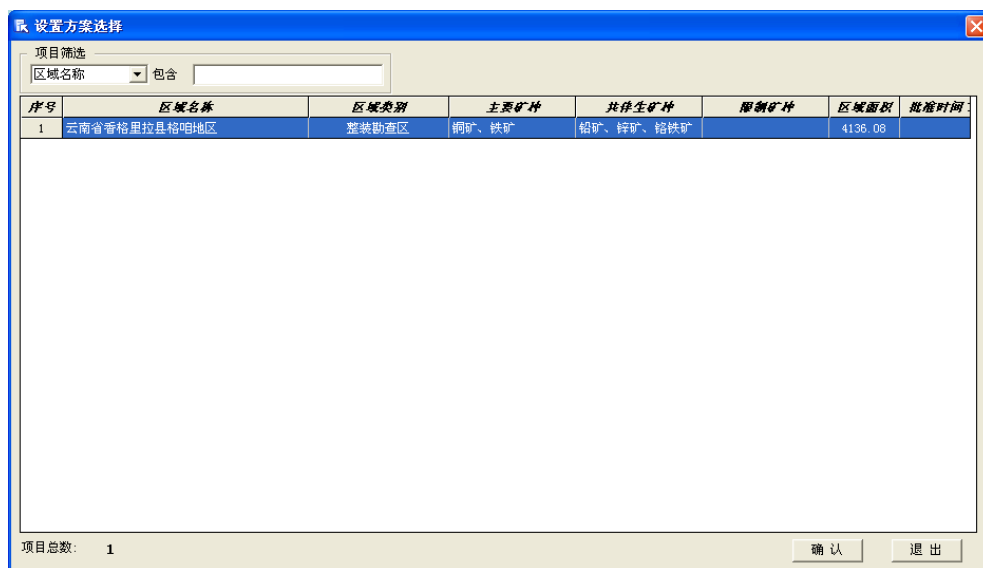 设置方案选择
项目筛选
区域名称 包含
序号 区域名称 区域类别 主要矿种 共伴生矿种 限制矿种 区域面积 批准时间
1 云南省香格里拉县格咱地区 整装勘查区 铜矿、铁矿 铅矿、锌矿、铬铁矿 4136.08
项目总数: 1
确 认 退 出